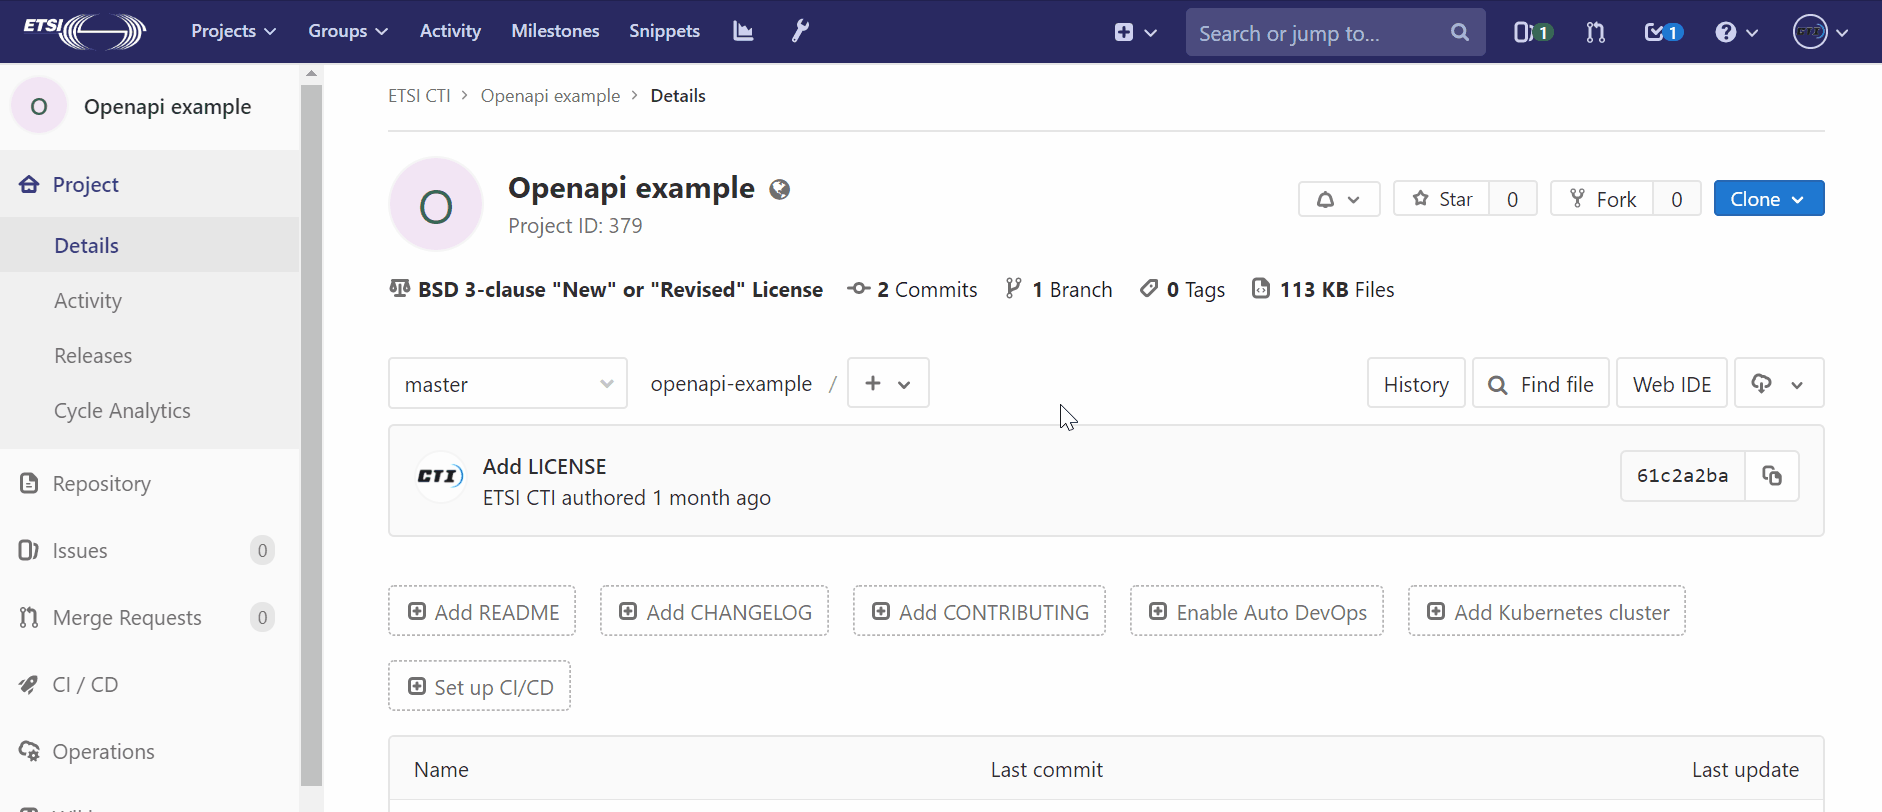 ETSI
Projects Groups Activity Milestones Snippets Search or jump to... 1 1
O Openapi example
Project
Details
Activity
Releases
Cycle Analytics
Repository
Issues 0
Merge Requests 0
CI / CD
Operations
ETSI CTI > Openapi example > Details
O
Openapi example
Project ID: 379
Star 0 Fork 0 Clone
BSD 3-clause "New" or "Revised" License 2 Commits 1 Branch 0 Tags 113 KB Files
master openapi-example / + History Find file Web IDE
CTI
Add LICENSE
ETSI CTI authored 1 month ago
61c2a2ba
Add README Add CHANGELOG Add CONTRIBUTING Enable Auto DevOps Add Kubernetes cluster
Set up CI/CD
Name Last commit Last update